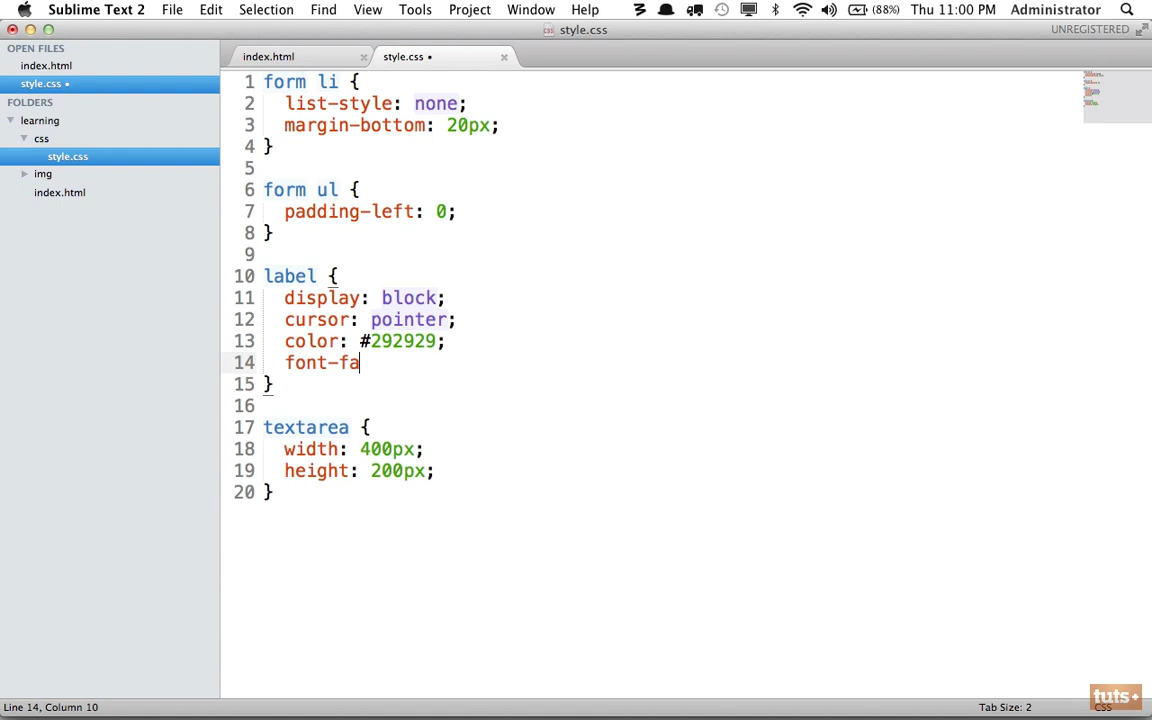 Sublime Text 2 File Edit Selection Find View Tools Project Window Help (88%) Thu 11:00 PM Administrator
style.css UNREGISTERED
OPEN FILES
index.html
style.css •
FOLDERS
learning
css
style.css
img
index.html
index.html × style.css • ×
1 form li {
2 list-style: none;
3 margin-bottom: 20px;
4 }
5
6 form ul {
7 padding-left: 0;
8 }
9
10 label {
11 display: block;
12 cursor: pointer;
13 color: #292929;
14 font-fa
15 }
16
17 textarea {
18 width: 400px;
19 height: 200px;
20 }
tuts+
Line 14, Column 10 Tab Size: 2 CSS